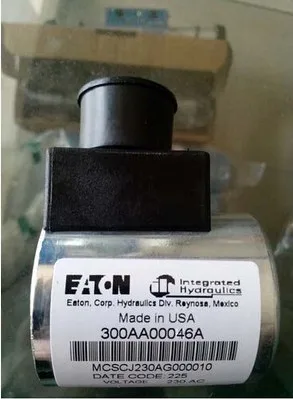 EATON Integrated Hydraulics
Eaton, Corp. Hydraulics Div. Reynosa, Mexico
Made in USA
300AA00046A
MCSCJ230AG000010
DATE CODE: 225
VOLTAGE 230 AC